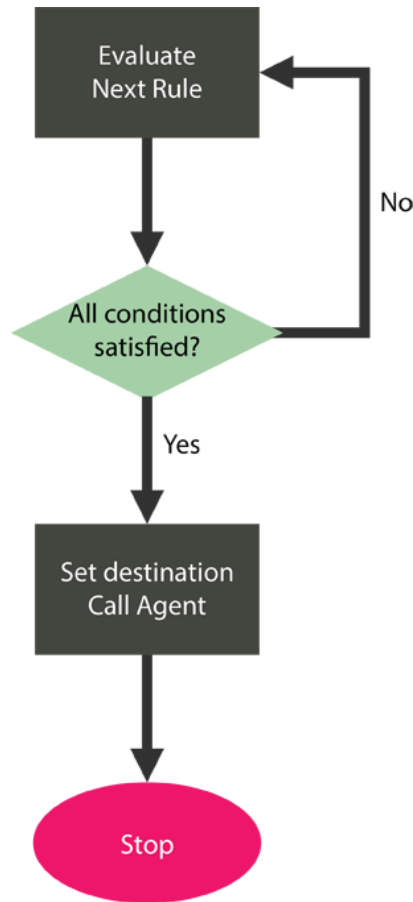 Evaluate
Next Rule
No
All conditions
satisfied?
Yes
Set destination
Call Agent
Stop